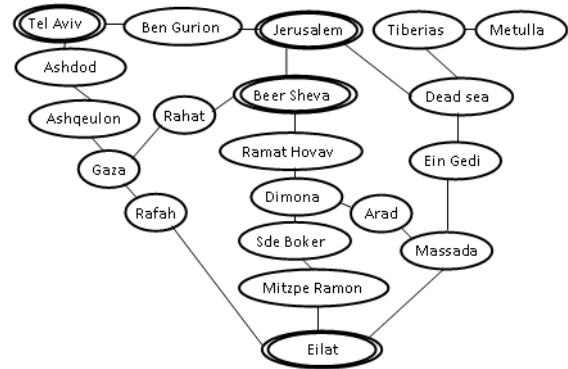 Tel Aviv
Ben Gurion
Jerusalem
Tiberias
Metulla
Ashdod
Beer Sheva
Dead sea
Ashqeulon
Rahat
Ramat Hovav
Ein Gedi
Gaza
Dimona
Rafah
Arad
Sde Boker
Massada
Mitzpe Ramon
Eilat